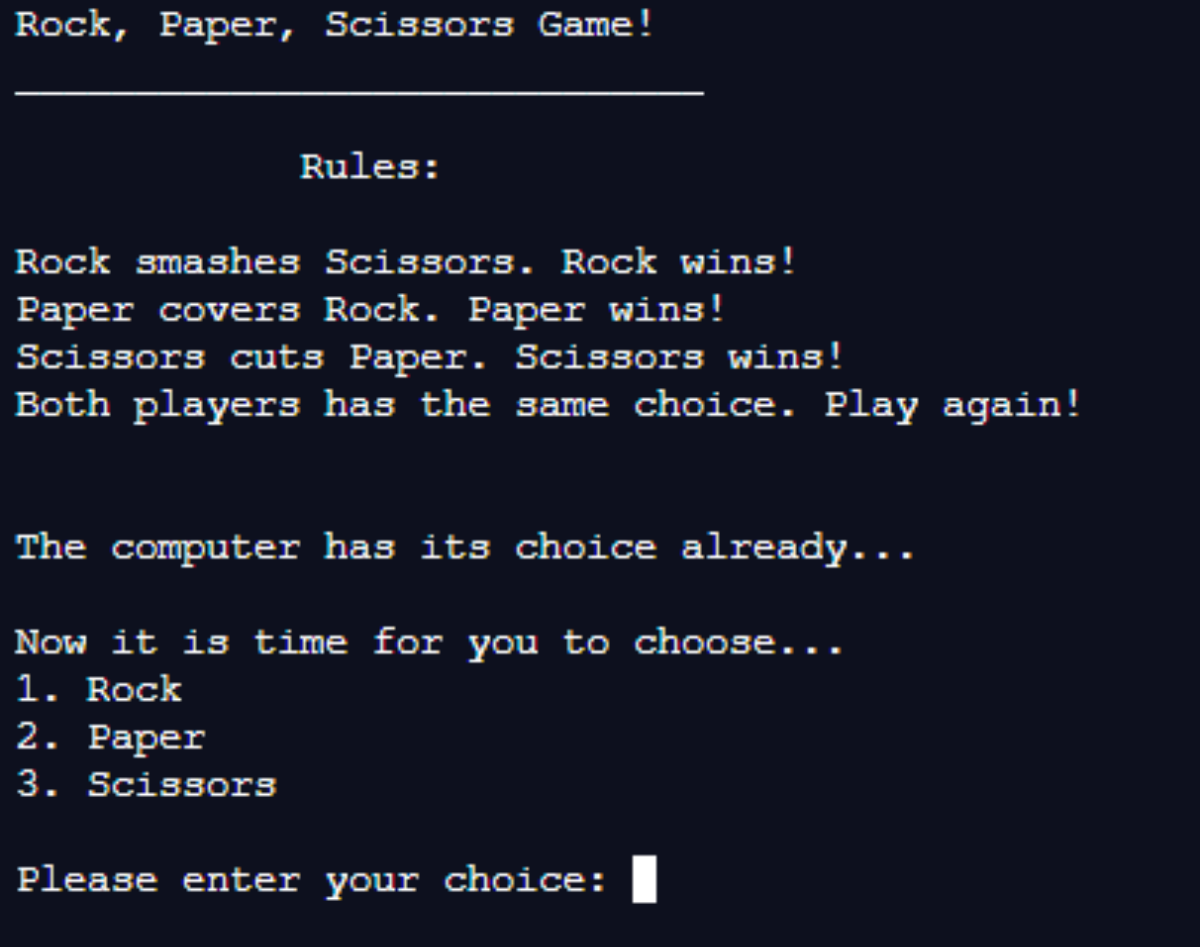 Rock, Paper, Scissors Game!
Rules:
Rock smashes Scissors. Rock wins!
Paper covers Rock. Paper wins!
Scissors cuts Paper. Scissors wins!
Both players has the same choice. Play again!
The computer has its choice already...
Now it is time for you to choose...
1. Rock
2. Paper
3. Scissors
Please enter your choice: